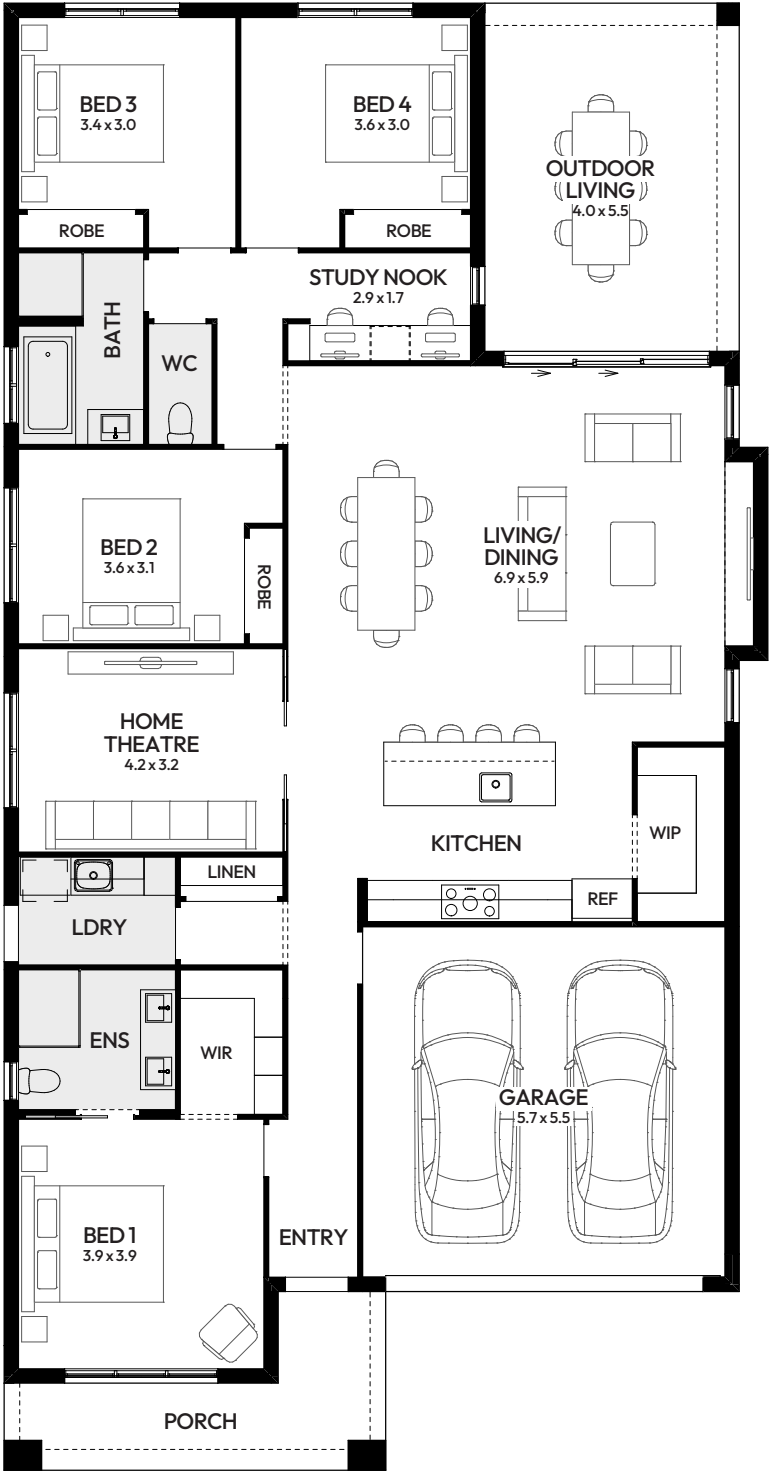 BED 3
3.4 x 3.0
BED 4
3.6 x 3.0
OUTDOOR
LIVING
4.0 x 5.5
ROBE
ROBE
STUDY NOOK
2.9 x 1.7
BATH
WC
BED 2
3.6 x 3.1
ROBE
LIVING/
DINING
6.9 x 5.9
HOME
THEATRE
4.2 x 3.2
KITCHEN
WIP
LINEN
REF
LDRY
ENS
WIR
GARAGE
5.7 x 5.5
BED 1
3.9 x 3.9
ENTRY
PORCH